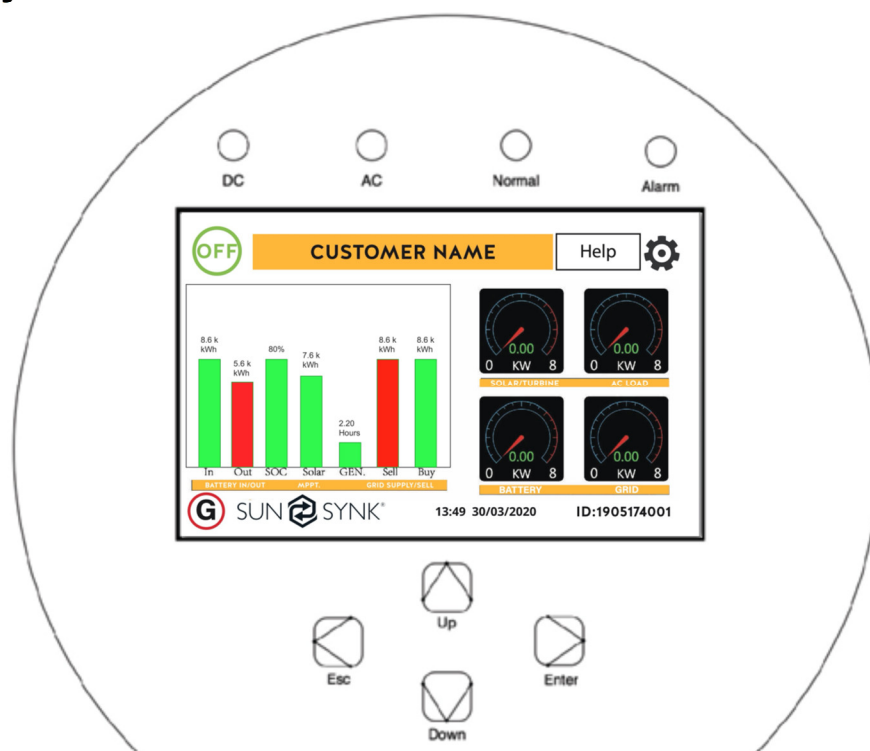 DC AC Normal Alarm
OFF CUSTOMER NAME Help
8.6 k
kWh
5.6 k
kWh
80%
7.6 k
kWh
2.20
Hours
8.6 k
kWh
8.6 k
kWh
In Out SOC Solar GEN. Sell Buy
BATTERY IN/OUT MPPT. GRID SUPPLY/SELL
0.00 0.00
0 KW 8 0 KW 8
SOLAR/TURBINE AC LOAD
0.00 0.00
0 KW 8 0 KW 8
BATTERY GRID
G SUN SYNK® 13:49 30/03/2020 ID:1905174001
Up
Esc Enter
Down